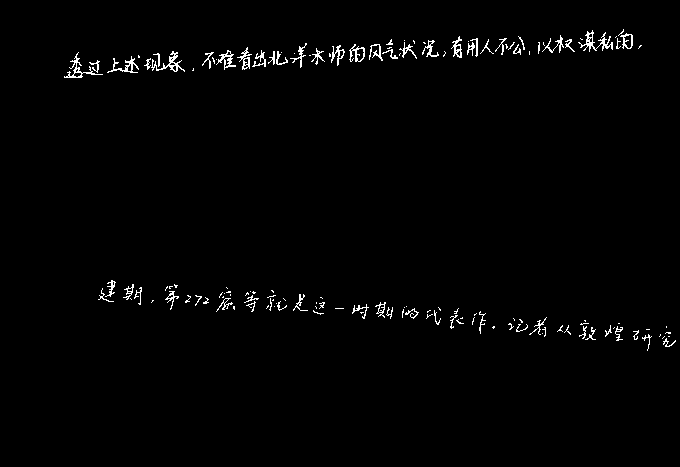 透过上述现象，不难看出北洋水师的风气状况，有用人不公，以权谋私的，
建期，第272窟等就是这一时期的代表作。记者从敦煌研究